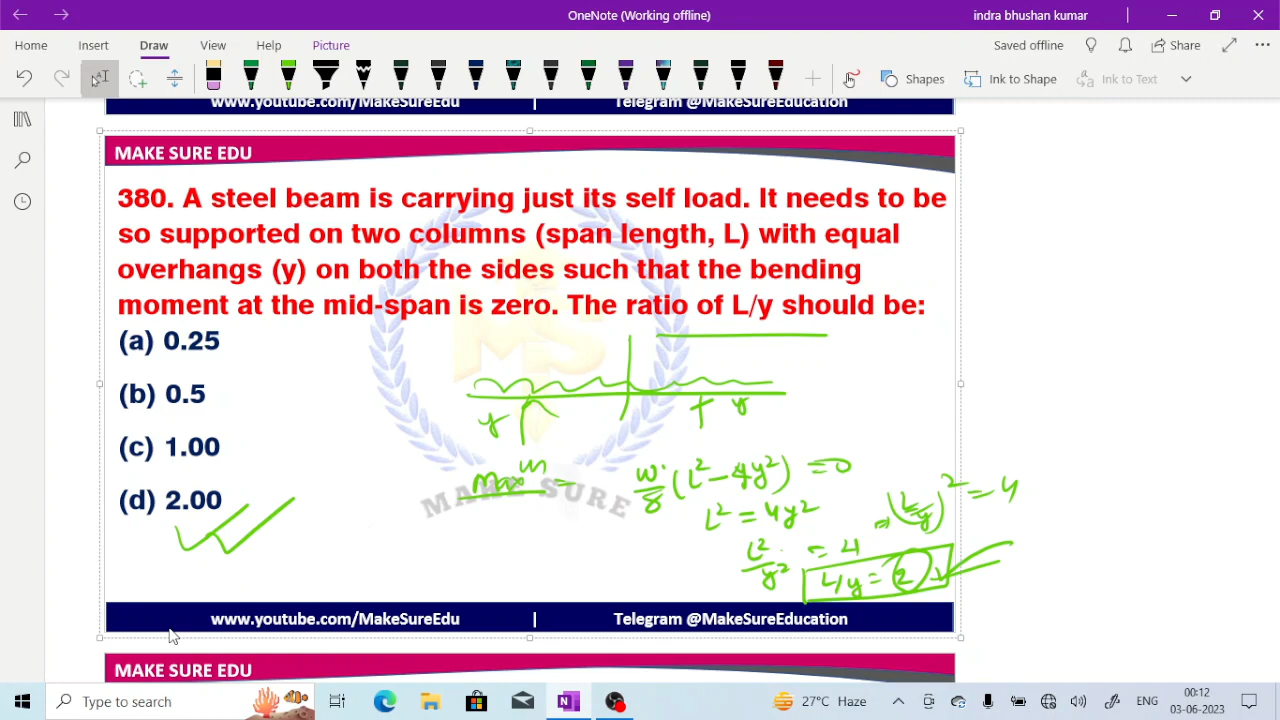 OneNote (Working offline)
indra bhushan kumar
Home Insert Draw View Help Picture
Saved offline
Share
Shapes
Ink to Shape
Ink to Text
www.youtube.com/MakeSureEdu | Telegram @MakeSureEducation
MAKE SURE EDU
380. A steel beam is carrying just its self load. It needs to be
so supported on two columns (span length, L) with equal
overhangs (y) on both the sides such that the bending
moment at the mid-span is zero. The ratio of L/y should be:
(a) 0.25
(b) 0.5
(c) 1.00
(d) 2.00
y
y
Maxᵐ = w/8 (L² - 4y²) = 0
L² = 4y²
L²/y² = 4
⇒ (L/y)² = 4
L/y = 2
MAKE SURE
www.youtube.com/MakeSureEdu | Telegram @MakeSureEducation
MAKE SURE EDU
Type to search
27°C Haze
ENG
00:12
03-06-2023